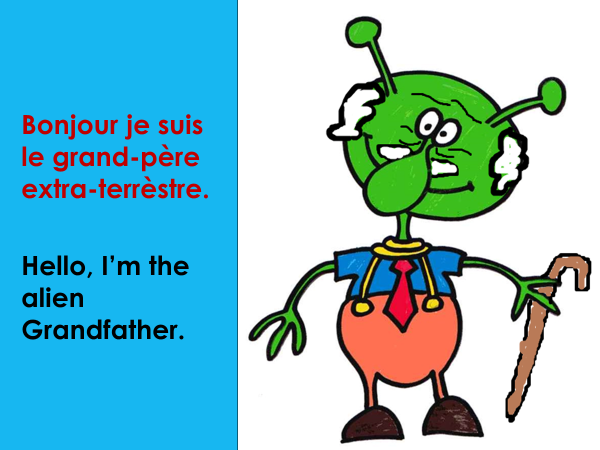 Bonjour je suis
le grand-père
extra-terrèstre.
Hello, I'm the
alien
Grandfather.